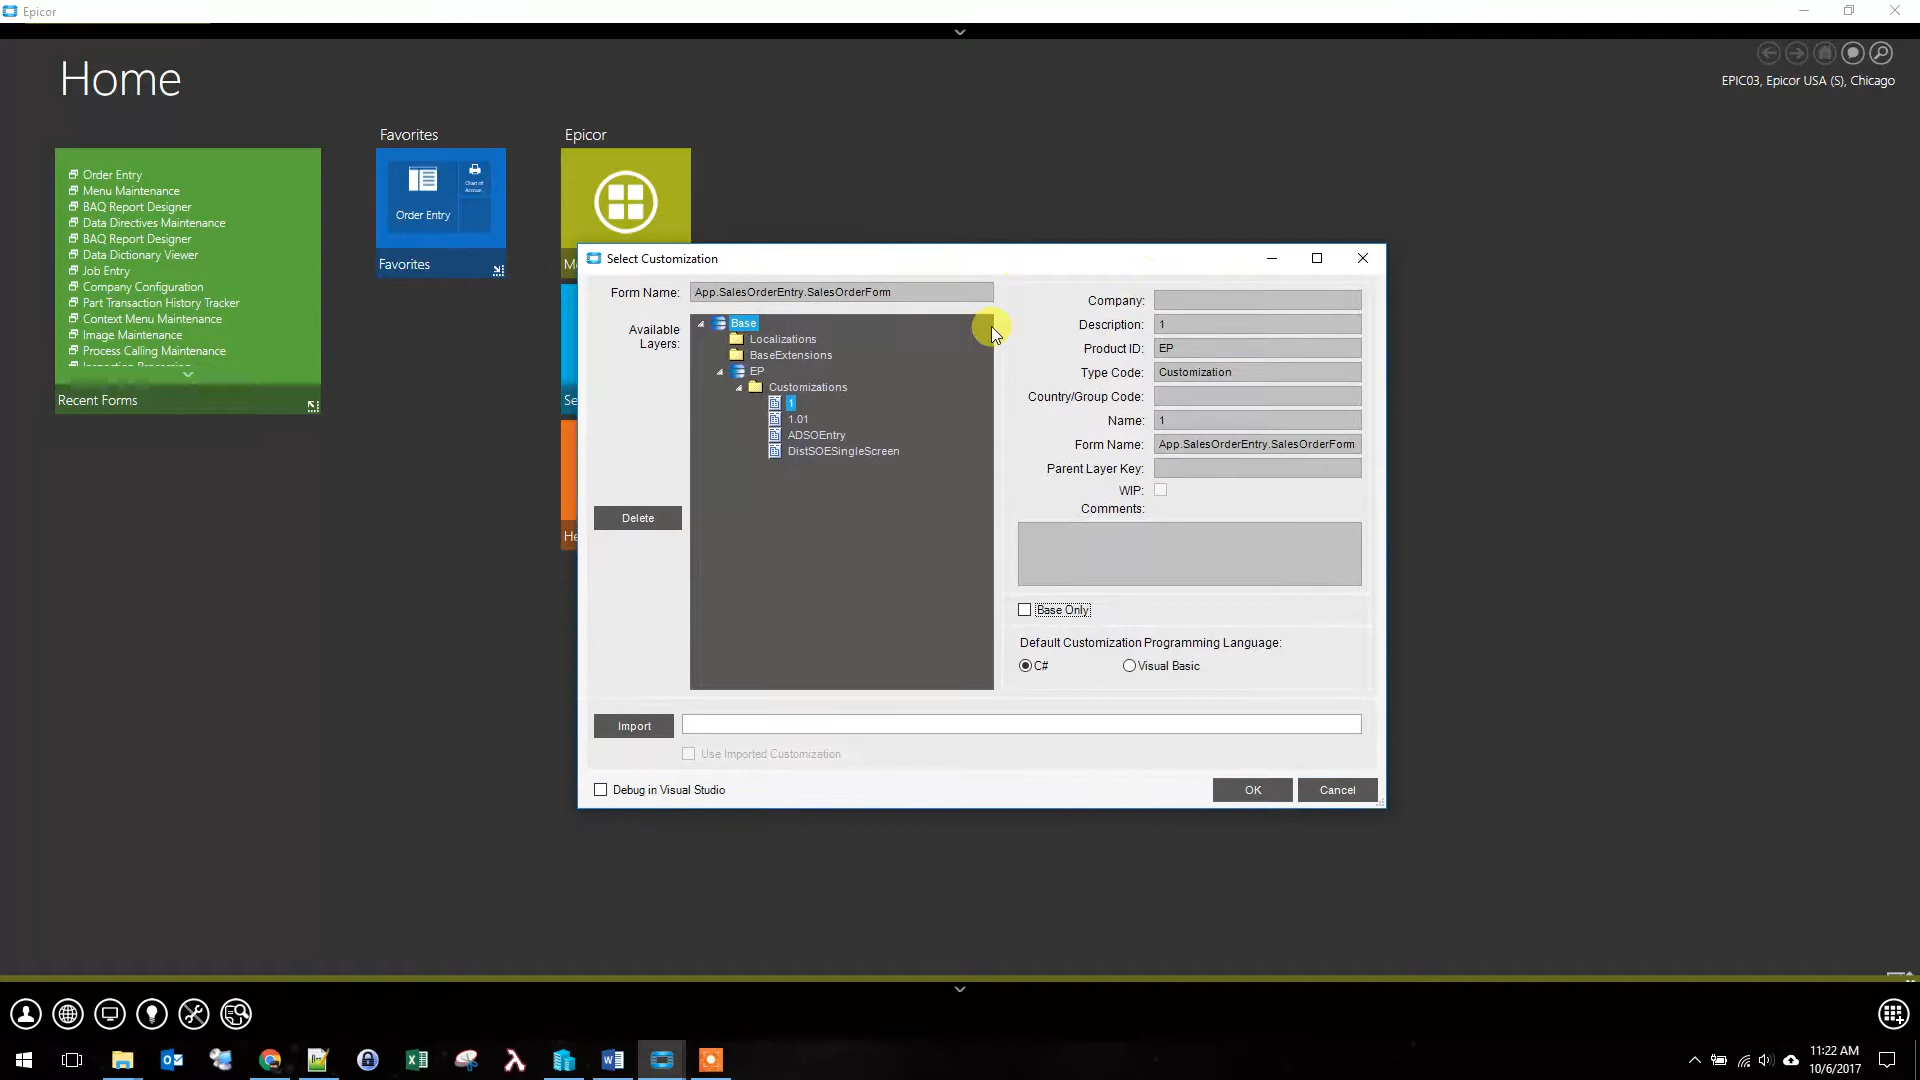 Epicor
Home
EPIC03, Epicor USA (S), Chicago
Favorites
Epicor
Order Entry
Menu Maintenance
BAQ Report Designer
Data Directives Maintenance
BAQ Report Designer
Data Dictionary Viewer
Job Entry
Company Configuration
Part Transaction History Tracker
Context Menu Maintenance
Image Maintenance
Process Calling Maintenance
Recent Forms
Order Entry
Chart of
Favorites
Select Customization
Form Name: App.SalesOrderEntry.SalesOrderForm
Available
Layers:
Base
Localizations
BaseExtensions
EP
Customizations
1
1.01
ADSOEntry
DistSOESingleScreen
Delete
Company:
Description: 1
Product ID: EP
Type Code: Customization
Country/Group Code:
Name: 1
Form Name: App.SalesOrderEntry.SalesOrderForm
Parent Layer Key:
WIP:
Comments:
Base Only
Default Customization Programming Language:
C# Visual Basic
Import
Use Imported Customization
Debug in Visual Studio
OK Cancel
11:22 AM
10/6/2017